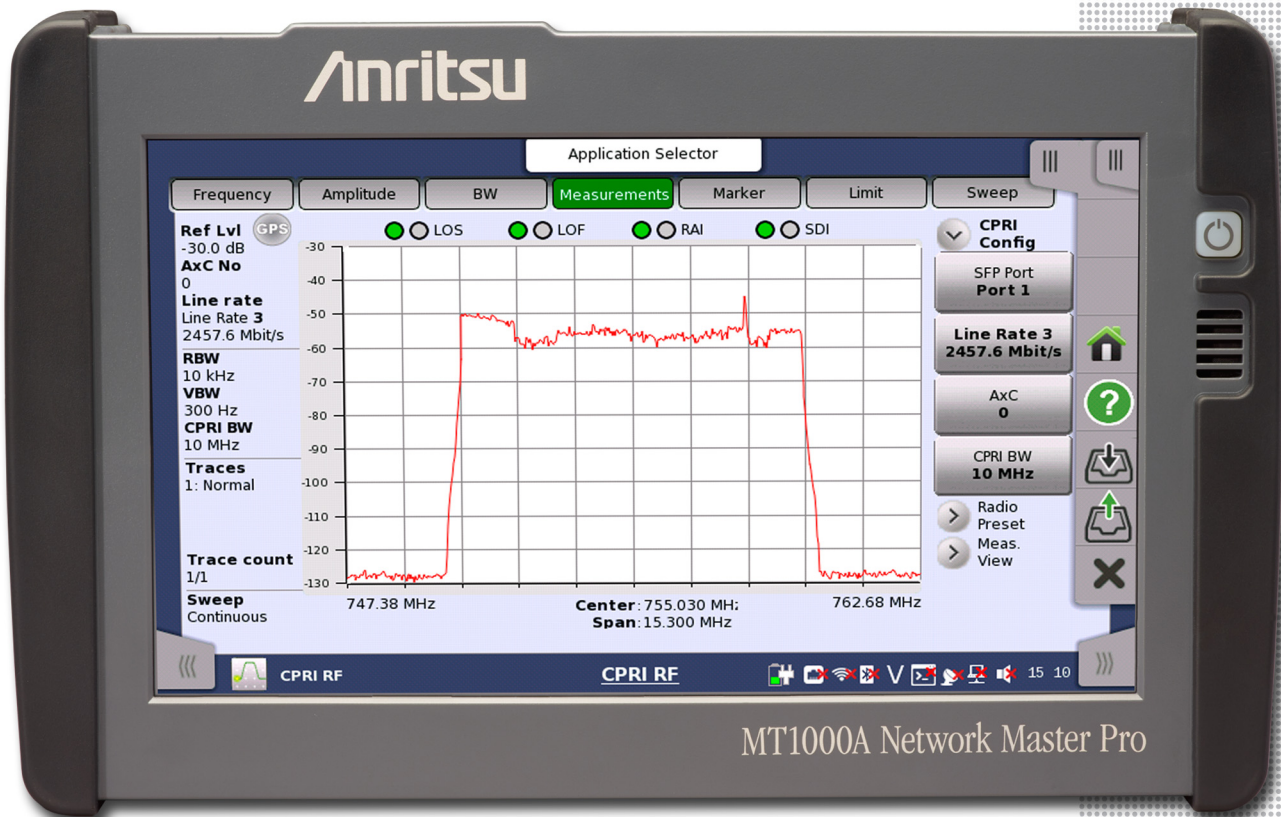 Anritsu
Application Selector
Frequency Amplitude BW Measurements Marker Limit Sweep
Ref Lvl GPS
-30.0 dB
AxC No
0
Line rate
Line Rate 3
2457.6 Mbit/s
RBW
10 kHz
VBW
300 Hz
CPRI BW
10 MHz
Traces
1: Normal
Trace count
1/1
Sweep
Continuous
LOS LOF RAI SDI
-30
-40
-50
-60
-70
-80
-90
-100
-110
-120
-130
747.38 MHz
Center:755.030 MH
762.68 MHz
Span:15.300 MHz
CPRI
Config
SFP Port
Port 1
Line Rate 3
2457.6 Mbit/s
AxC
0
CPRI BW
10 MHz
Radio
Preset
Meas.
View
CPRI RF
CPRI RF
V
15 10
MT1000A Network Master Pro